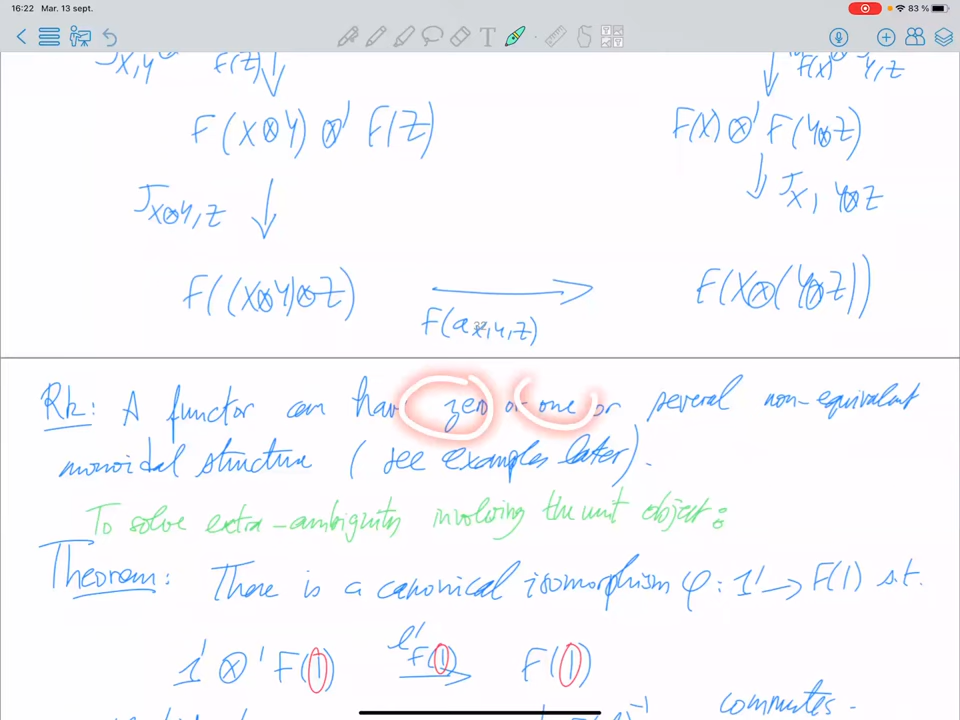 16:22 Mar. 13 sept. 83 %
J_{X,Y} F(Z) ↓ ↓ F(X) Y,Z
F(X⊗Y) ⊗' F(Z) F(X) ⊗' F(Y⊗Z)
J_{X⊗Y,Z} ↓ ↓ J_{X, Y⊗Z}
F((X⊗Y)⊗Z) → F(X⊗(Y⊗Z))
F(a_{X,Y,Z})
Rk: A functor can have zero or one or several non-equivalent
monoidal structure (see examples later).
To solve extra-ambiguity involving the unit object:
Theorem: There is a canonical isomorphism φ: 1' → F(1) s.t.
1' ⊗' F(1) l'_{F(1)} → F(1)
commutes.